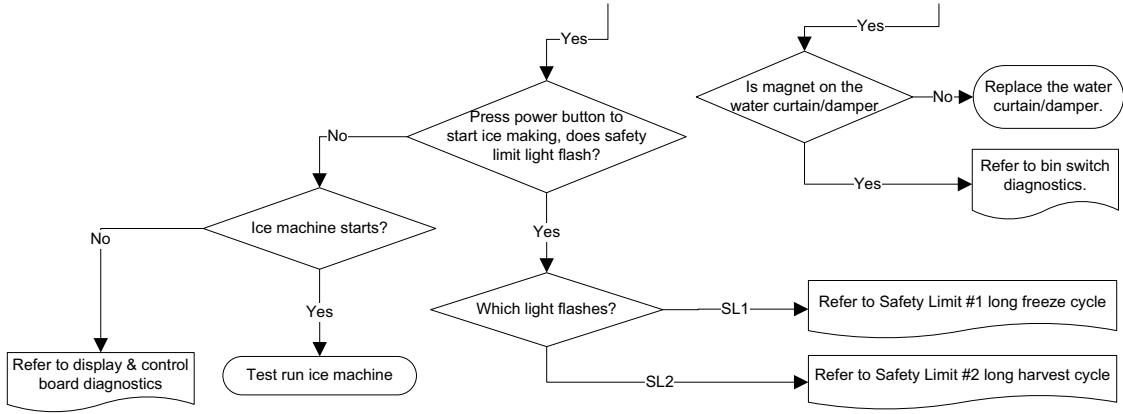 Yes
Yes
Is magnet on the
water curtain/damper
No
Replace the water
curtain/damper.
Press power button to
start ice making, does safety
limit light flash?
No
Yes
Refer to bin switch
diagnostics.
Ice machine starts?
No
Yes
Yes
Which light flashes?
SL1
Refer to Safety Limit #1 long freeze cycle
Refer to display & control
board diagnostics
Test run ice machine
SL2
Refer to Safety Limit #2 long harvest cycle